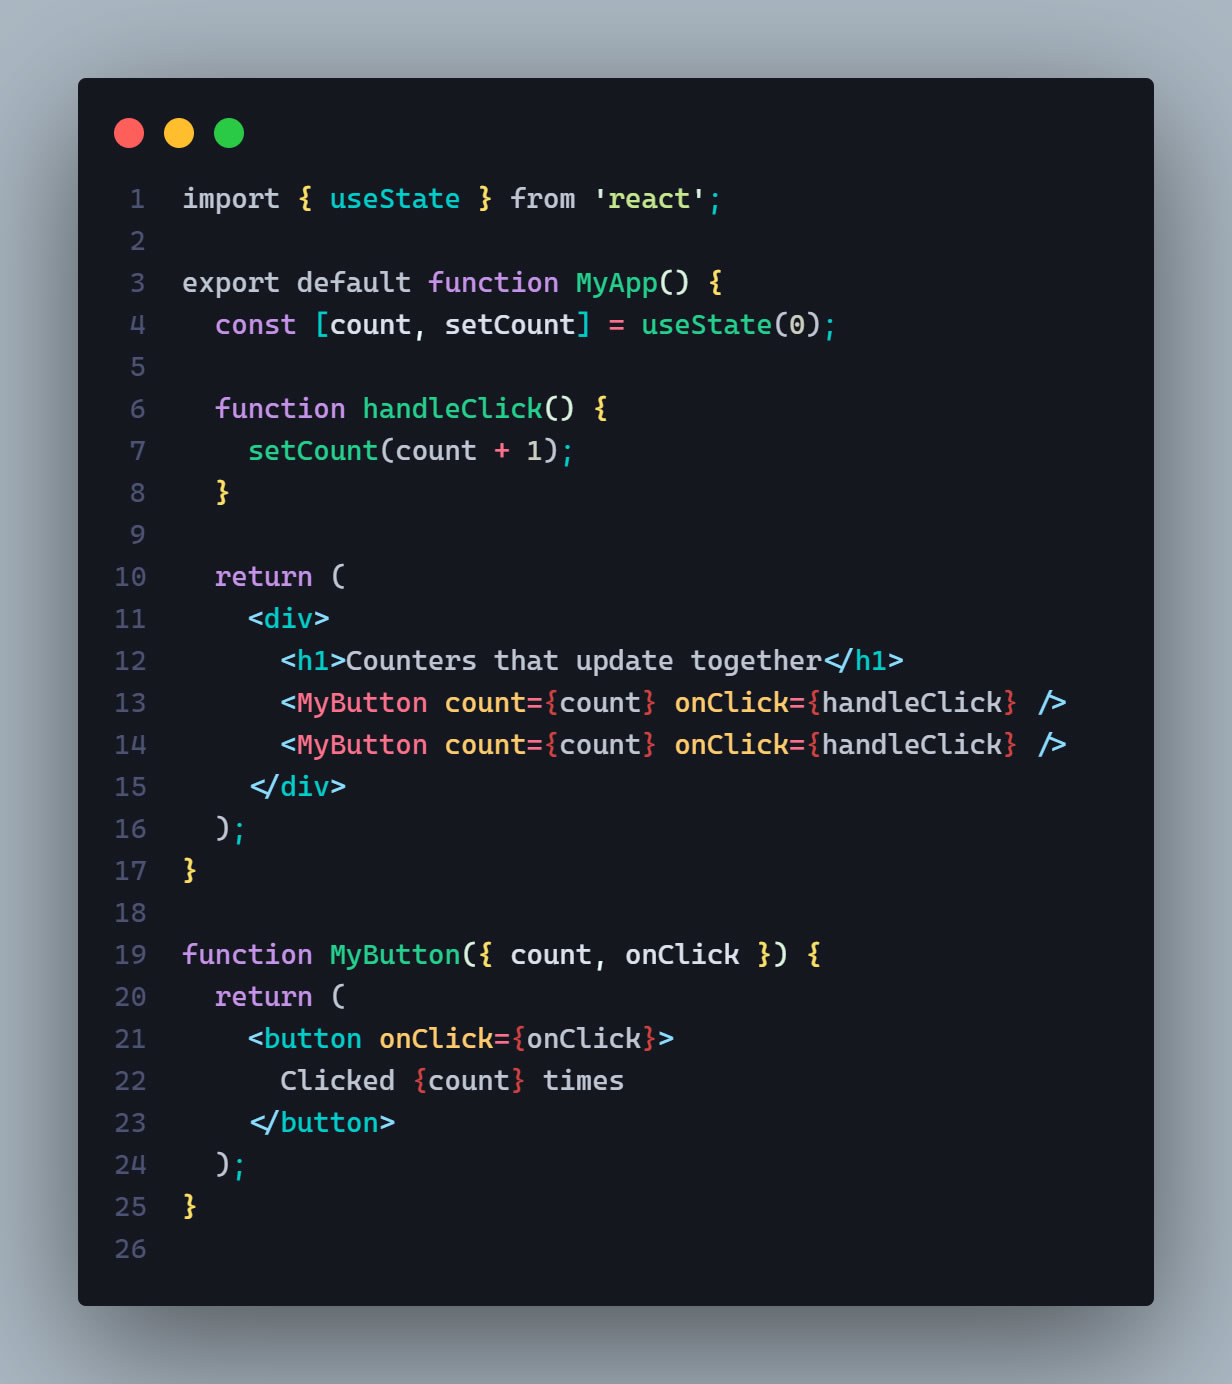 1 import { useState } from 'react';
2
3 export default function MyApp() {
4   const [count, setCount] = useState(0);
5
6   function handleClick() {
7     setCount(count + 1);
8   }
9
10   return (
11     <div>
12       <h1>Counters that update together</h1>
13       <MyButton count={count} onClick={handleClick} />
14       <MyButton count={count} onClick={handleClick} />
15     </div>
16   );
17 }
18
19 function MyButton({ count, onClick }) {
20   return (
21     <button onClick={onClick}>
22       Clicked {count} times
23     </button>
24   );
25 }
26